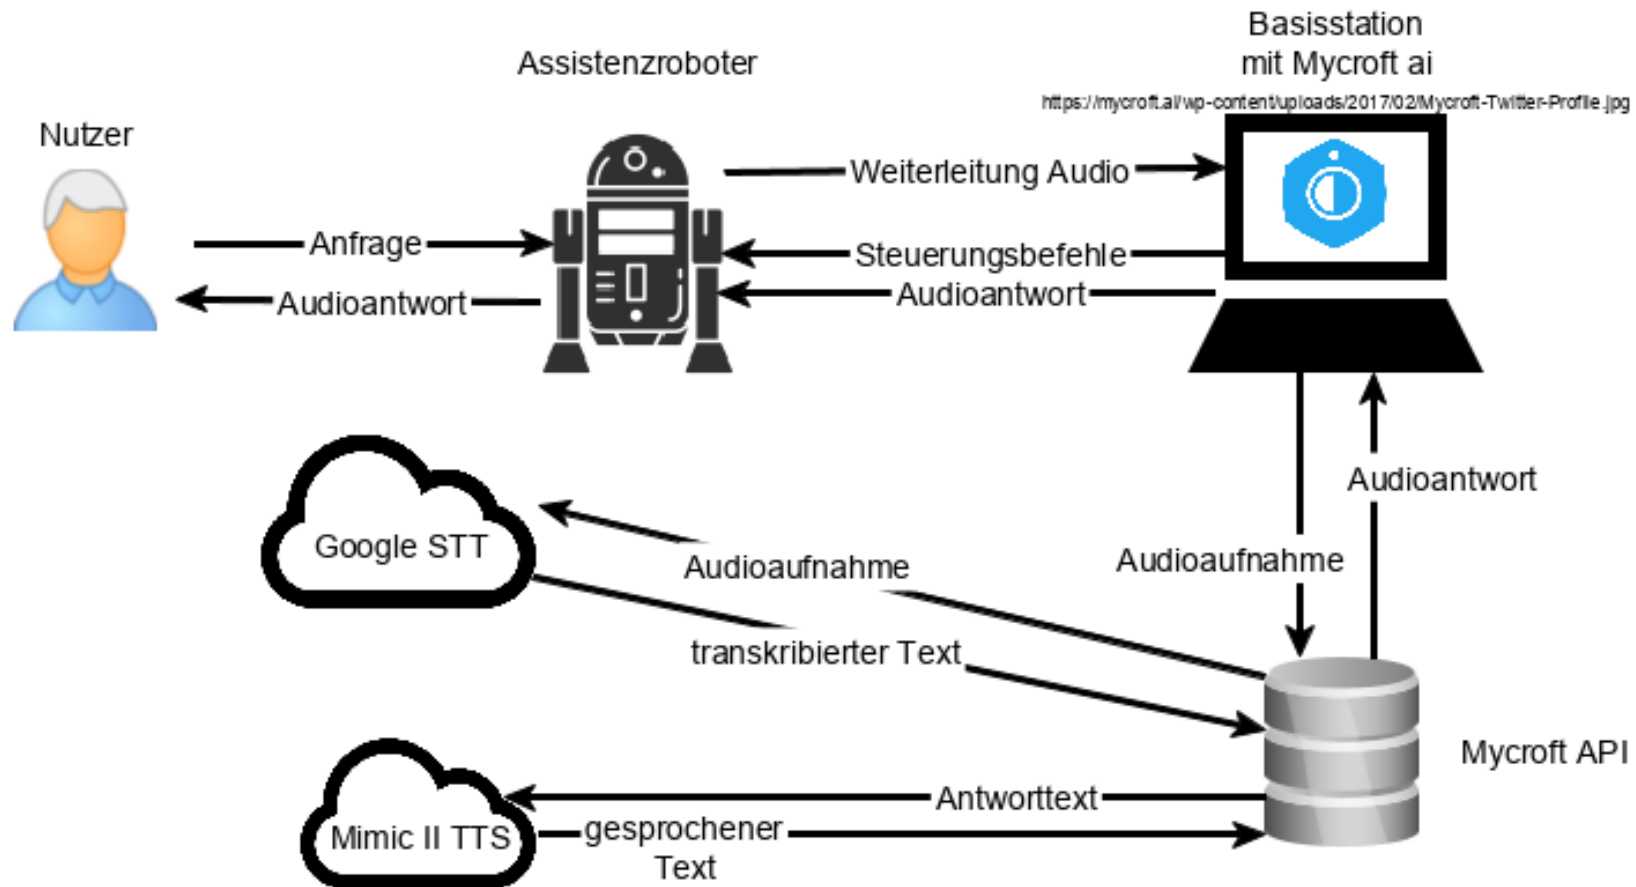 Basisstation
mit Mycroft ai
Assistenzroboter
https://mycroft.ai/wp-content/uploads/2017/02/Mycroft-Twitter-Profile.jpg
Nutzer
Weiterleitung Audio
Anfrage
Steuerungsbefehle
Audioantwort
Audioantwort
Audioantwort
Google STT
Audioaufnahme
Audioaufnahme
transkribierter Text
Mycroft API
Antworttext
Mimic II TTS
gesprochener
Text